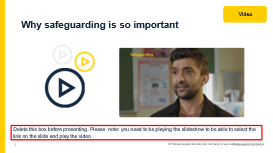 Video
Why safeguarding is so important
Safeguarding
Delete this box before presenting. Please note: you need to be playing the slideshow to be able to select the
link on the slide and play the video.